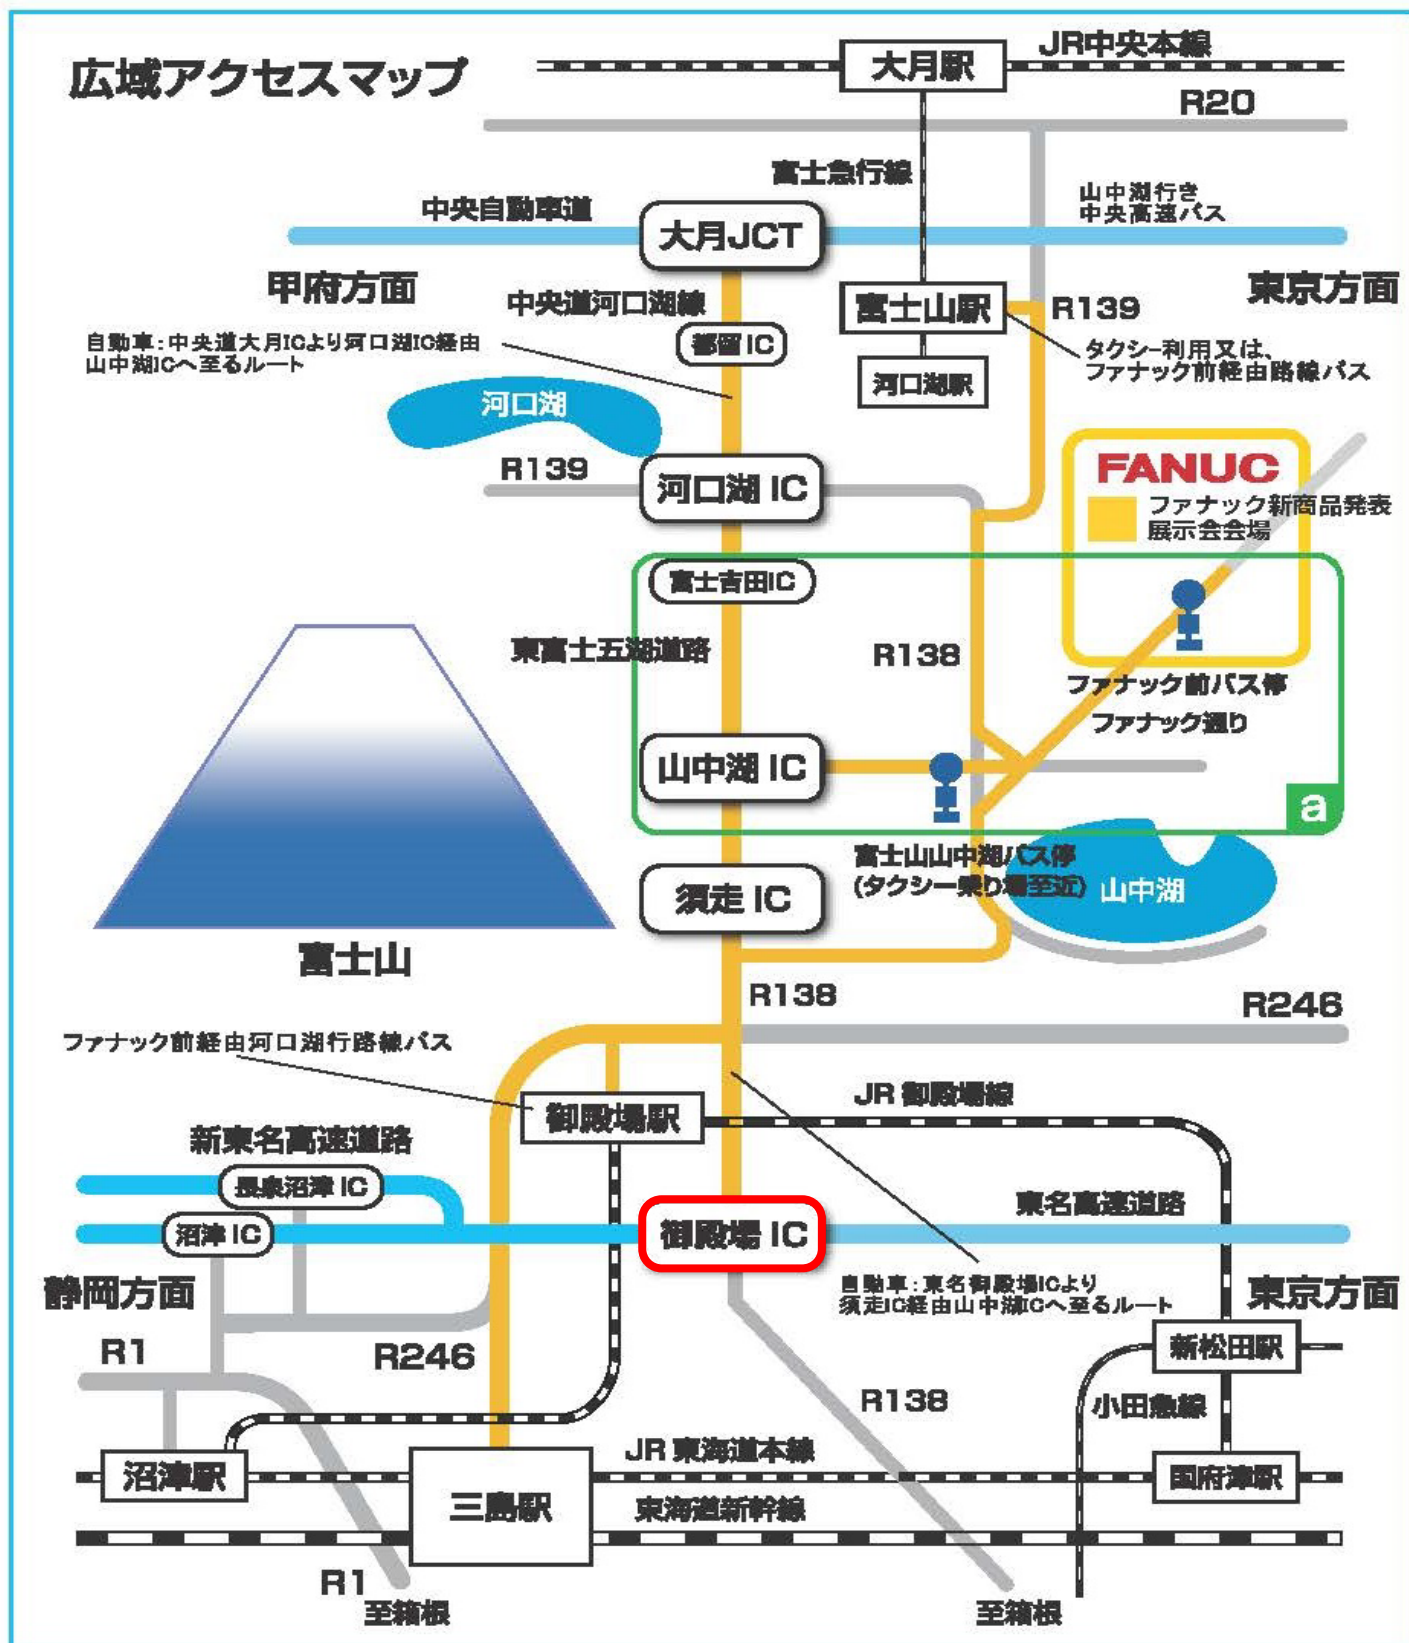 広域アクセスマップ
大月駅
JR中央本線
R20
富士急行線
中央自動車道
大月JCT
山中湖行き
中央高速バス
甲府方面
東京方面
中央道河口湖線
富士山駅
R139
自動車:中央道大月ICより河口湖IC経由
山中湖ICへ至るルート
都留 IC
タクシー利用又は、
ファナック前経由路線バス
河口湖駅
河口湖
R139
河口湖 IC
FANUC
ファナック新商品発表
展示会会場
富士吉田IC
東富士五湖道路
R138
ファナック前バス停
ファナック通り
山中湖 IC
a
富士山山中湖バス停
(タクシー乗り場至近)
山中湖
須走 IC
富士山
R138
R246
ファナック前経由河口湖行路線バス
御殿場駅
JR 御殿場線
新東名高速道路
長泉沼津 IC
沼津 IC
御殿場 IC
東名高速道路
静岡方面
自動車:東名御殿場ICより
須走IC経由山中湖ICへ至るルート
東京方面
R1
R246
新松田駅
R138
小田急線
沼津駅
JR 東海道本線
国府津駅
三島駅
東海道新幹線
R1
至箱根
至箱根